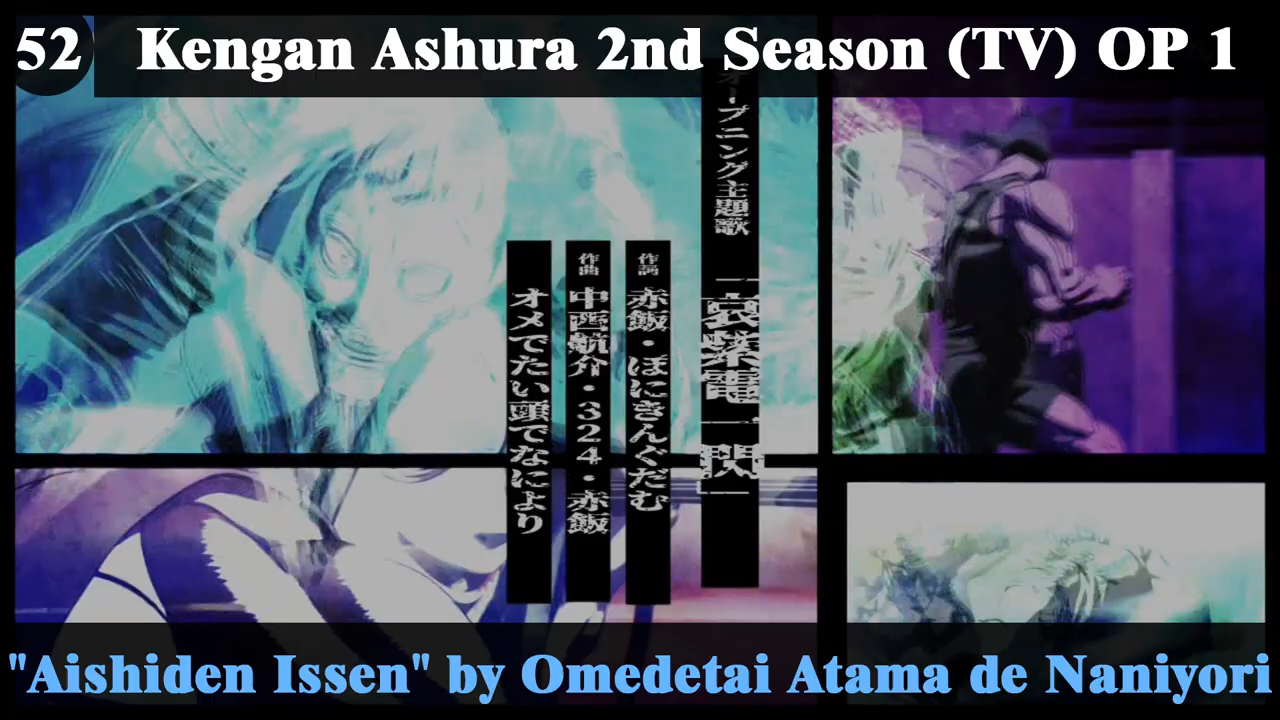 52
Kengan Ashura 2nd Season (TV) OP 1
オープニング主題歌
「哀紫電一閃」
作詞 赤飯・ぼにきんぐだむ
作曲 中西航介・324・赤飯
オメでたい頭でなにより
"Aishiden Issen" by Omedetai Atama de Naniyori